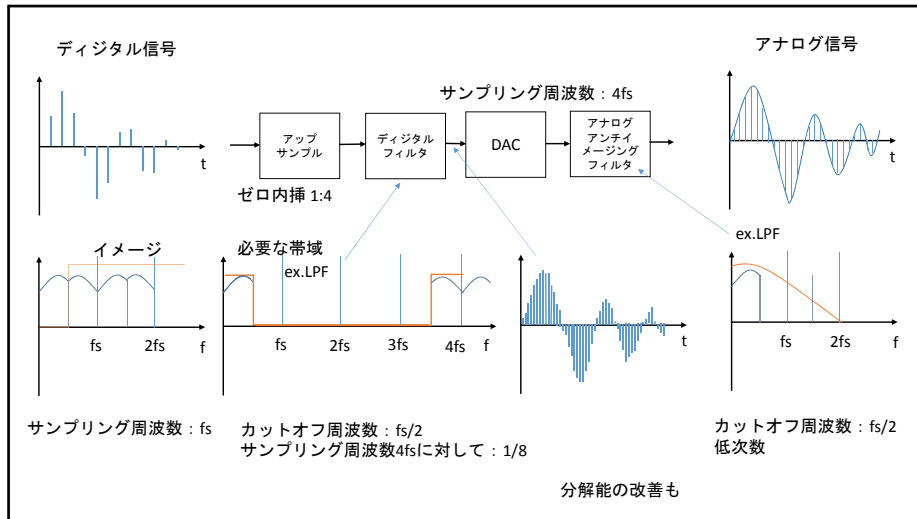 ディジタル信号
アナログ信号
サンプリング周波数：4fs
アップ
サンプル
ディジタル
フィルタ
DAC
アナログ
アンチイ
メージング
フィルタ
t
t
ゼロ内挿 1:4
イメージ
必要な帯域
ex.LPF
ex.LPF
fs
2fs
f
fs
2fs
3fs
4fs
f
t
fs
2fs
f
サンプリング周波数：fs
カットオフ周波数：fs/2
サンプリング周波数4fsに対して：1/8
カットオフ周波数：fs/2
低次数
分解能の改善も